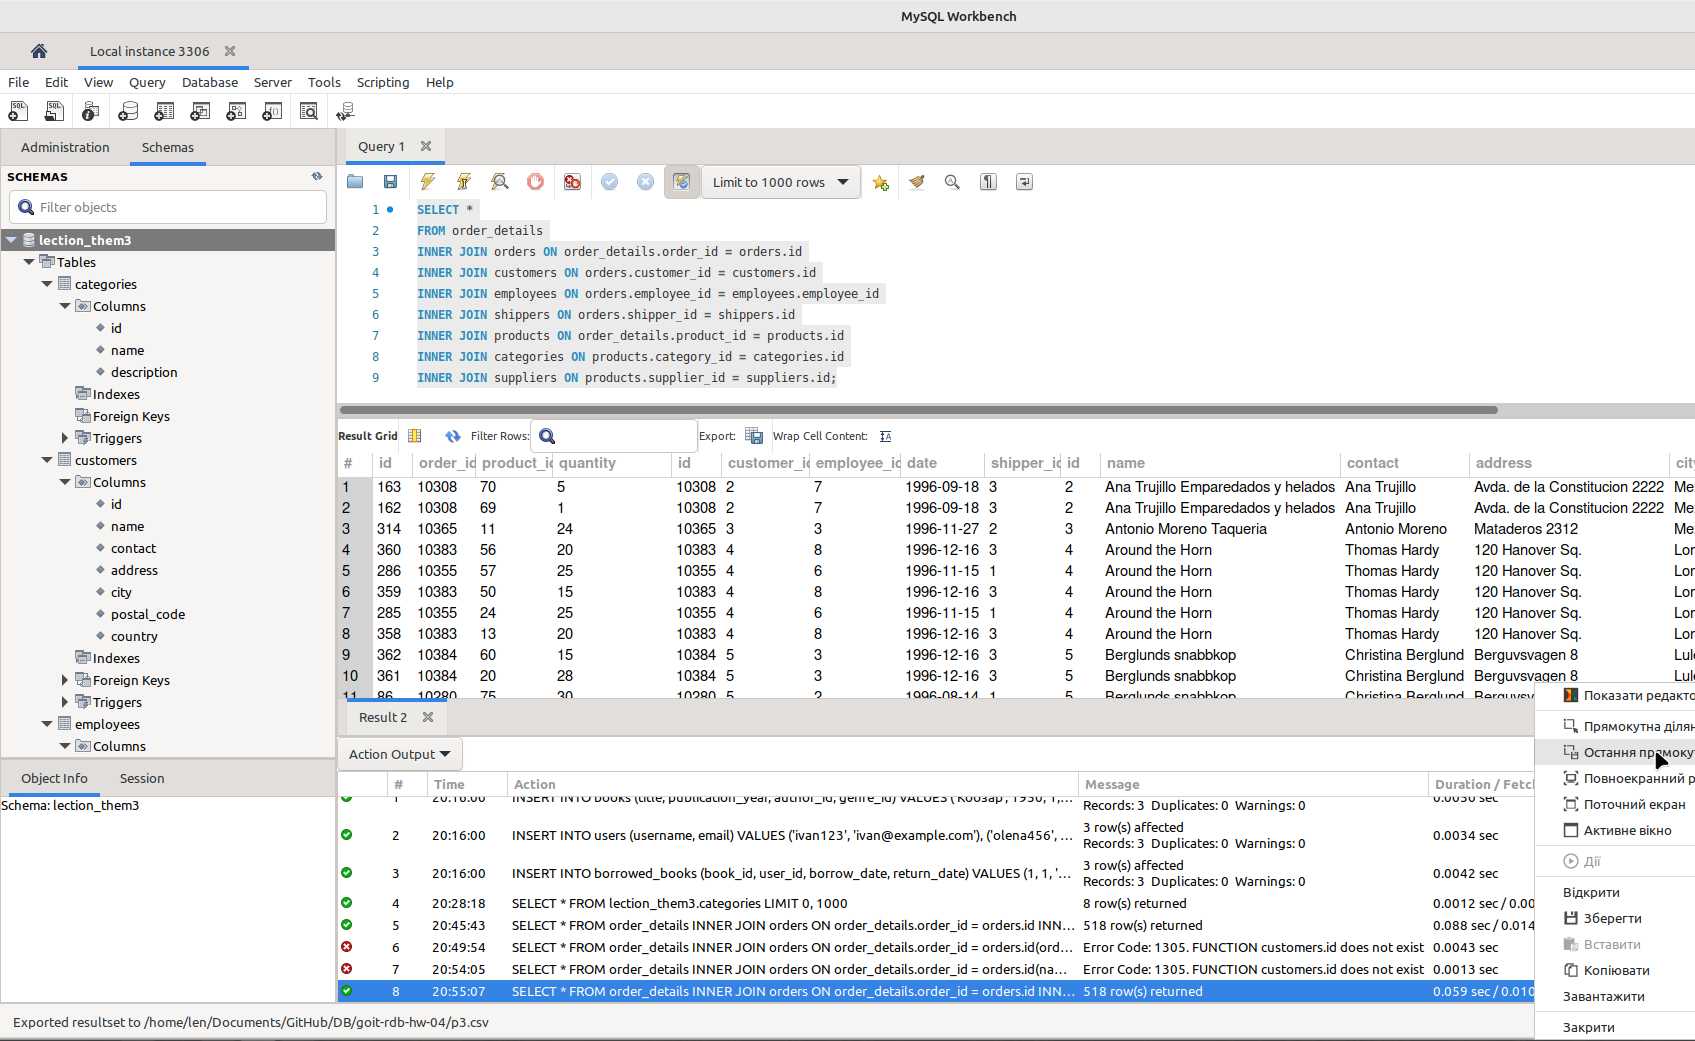 MySQL Workbench
Local instance 3306
File Edit View Query Database Server Tools Scripting Help
Administration Schemas
SCHEMAS
Filter objects
lection_them3
Tables
categories
Columns
id
name
description
Indexes
Foreign Keys
Triggers
customers
Columns
id
name
contact
address
city
postal_code
country
Indexes
Foreign Keys
Triggers
employees
Columns
Object Info Session
Schema: lection_them3
Query 1
Limit to 1000 rows
1 SELECT *
2 FROM order_details
3 INNER JOIN orders ON order_details.order_id = orders.id
4 INNER JOIN customers ON orders.customer_id = customers.id
5 INNER JOIN employees ON orders.employee_id = employees.employee_id
6 INNER JOIN shippers ON orders.shipper_id = shippers.id
7 INNER JOIN products ON order_details.product_id = products.id
8 INNER JOIN categories ON products.category_id = categories.id
9 INNER JOIN suppliers ON products.supplier_id = suppliers.id;
Result Grid Filter Rows: Export: Wrap Cell Content:
# id order_id product_id quantity id customer_id employee_id date shipper_id id name contact address city
1 163 10308 70 5 10308 2 7 1996-09-18 3 2 Ana Trujillo Emparedados y helados Ana Trujillo Avda. de la Constitucion 2222 Me
2 162 10308 69 1 10308 2 7 1996-09-18 3 2 Ana Trujillo Emparedados y helados Ana Trujillo Avda. de la Constitucion 2222 Me
3 314 10365 11 24 10365 3 3 1996-11-27 2 3 Antonio Moreno Taqueria Antonio Moreno Mataderos 2312 Me
4 360 10383 56 20 10383 4 8 1996-12-16 3 4 Around the Horn Thomas Hardy 120 Hanover Sq. Lor
5 286 10355 57 25 10355 4 6 1996-11-15 1 4 Around the Horn Thomas Hardy 120 Hanover Sq. Lor
6 359 10383 50 15 10383 4 8 1996-12-16 3 4 Around the Horn Thomas Hardy 120 Hanover Sq. Lor
7 285 10355 24 25 10355 4 6 1996-11-15 1 4 Around the Horn Thomas Hardy 120 Hanover Sq. Lor
8 358 10383 13 20 10383 4 8 1996-12-16 3 4 Around the Horn Thomas Hardy 120 Hanover Sq. Lor
9 362 10384 60 15 10384 5 3 1996-12-16 3 5 Berglunds snabbkop Christina Berglund Berguvsvagen 8 Lul
10 361 10384 20 28 10384 5 3 1996-12-16 3 5 Berglunds snabbkop Christina Berglund Berguvsvagen 8 Lul
11 86 10280 75 30 10280 5 2 1996-08-14 1 5 Berglunds snabbkop Christina Berglund Berguvsv
Result 2
Action Output
# Time Action Message Duration / Fetcl
1 20:16:00 INSERT INTO books (title, publication_year, author_id, genre_id) VALUES ('Кобзар', 1950, 1,... Records: 3 Duplicates: 0 Warnings: 0 0.0050 sec
2 20:16:00 INSERT INTO users (username, email) VALUES ('ivan123', 'ivan@example.com'), ('olena456', ... 3 row(s) affected 0.0034 sec
Records: 3 Duplicates: 0 Warnings: 0
3 20:16:00 INSERT INTO borrowed_books (book_id, user_id, borrow_date, return_date) VALUES (1, 1, '... 3 row(s) affected 0.0042 sec
Records: 3 Duplicates: 0 Warnings: 0
4 20:28:18 SELECT * FROM lection_them3.categories LIMIT 0, 1000 8 row(s) returned 0.0012 sec / 0.00
5 20:45:43 SELECT * FROM order_details INNER JOIN orders ON order_details.order_id = orders.id INN... 518 row(s) returned 0.088 sec / 0.014
6 20:49:54 SELECT * FROM order_details INNER JOIN orders ON order_details.order_id = orders.id(ord... Error Code: 1305. FUNCTION customers.id does not exist 0.0043 sec
7 20:54:05 SELECT * FROM order_details INNER JOIN orders ON order_details.order_id = orders.id(na... Error Code: 1305. FUNCTION customers.id does not exist 0.0013 sec
8 20:55:07 SELECT * FROM order_details INNER JOIN orders ON order_details.order_id = orders.id INN... 518 row(s) returned 0.059 sec / 0.010
Показати редакто
Прямокутна ділян
Остання прямоку
Повноекранний р
Поточний екран
Активне вікно
Дії
Відкрити
Зберегти
Вставити
Копіювати
Завантажити
Закрити
Exported resultset to /home/len/Documents/GitHub/DB/goit-rdb-hw-04/p3.csv